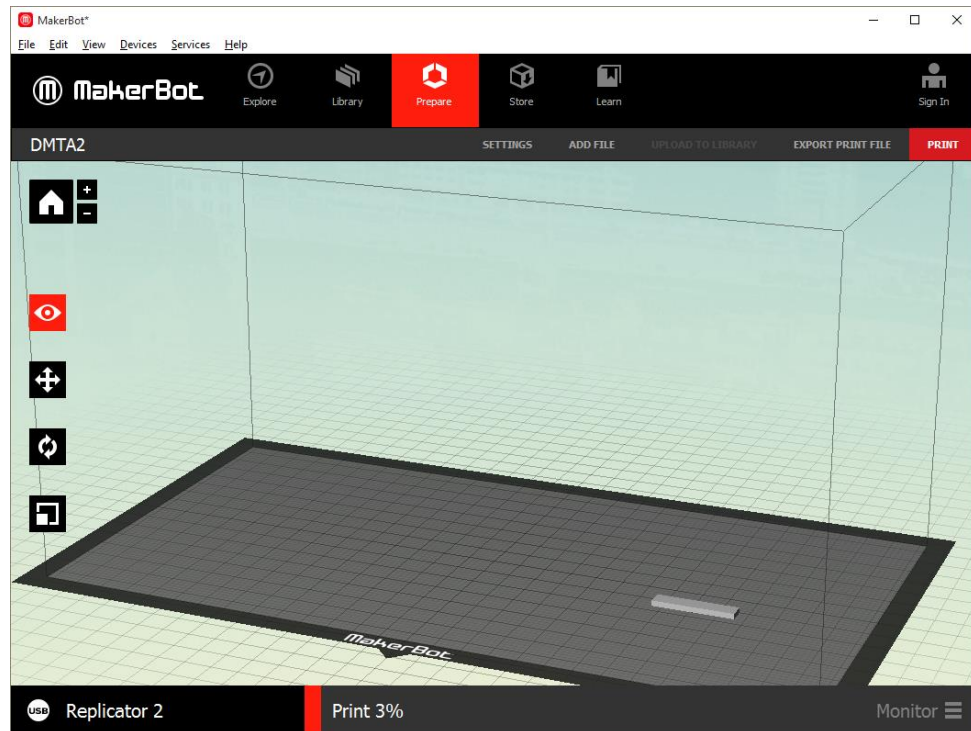 MakerBot*
File Edit View Devices Services Help
MakerBot
Explore Library Prepare Store Learn Sign In
DMTA2 SETTINGS ADD FILE UPLOAD TO LIBRARY EXPORT PRINT FILE PRINT
+
-
MakerBot
USB Replicator 2 Print 3% Monitor